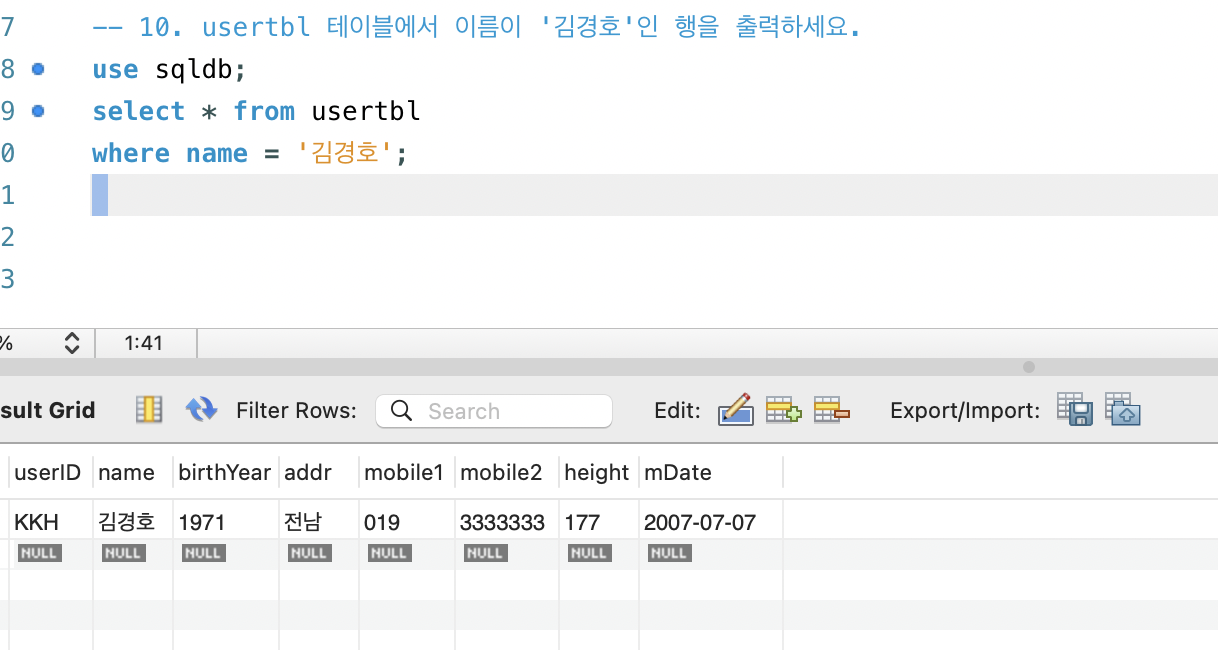 7 -- 10. usertbl 테이블에서 이름이 '김경호'인 행을 출력하세요.
8 use sqldb;
9 select * from usertbl
0 where name = '김경호';
1
2
3
% 1:41
sult Grid Filter Rows: Search Edit: Export/Import:
userID name birthYear addr mobile1 mobile2 height mDate
KKH 김경호 1971 전남 019 3333333 177 2007-07-07
NULL NULL NULL NULL NULL NULL NULL NULL